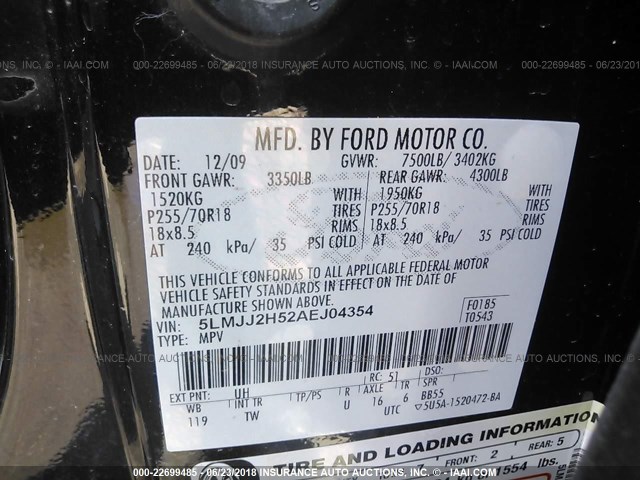 000-22699485 - 06/23/2018 - INSURANCE AUTO AUCTIONS, INC. - © - IAAI.COM
MFD. BY FORD MOTOR CO.
DATE: 12/09 GVWR: 7500LB/ 3402KG
FRONT GAWR: 3350LB REAR GAWR: 4300LB
1520KG WITH 1950KG WITH
P255/70R18 TIRES P255/70R18 TIRES
18x8.5 RIMS 18x8.5 RIMS
AT 240 kPa/ 35 PSI COLD AT 240 kPa/ 35 PSI COLD
THIS VEHICLE CONFORMS TO ALL APPLICABLE FEDERAL MOTOR
VEHICLE SAFETY STANDARDS IN EFFECT ON THE DATE OF
MANUFACTURE SHOWN ABOVE.
VIN: 5LMJJ2H52AEJ04354 F0185
TYPE: MPV T0543
EXT PNT: UH RC: 51 DSO:
WB INT TR TP/PS R AXLE TR SPR
119 TW U 16 6 BB55
UTC ▽5U5A-1520472-BA
TIRE AND LOADING INFORMATION
FRONT: 2 REAR: 5
1554 lbs.
000-22699485 - 06/23/2018 - INSURANCE AUTO AUCTIONS, INC. - © - IAAI.COM